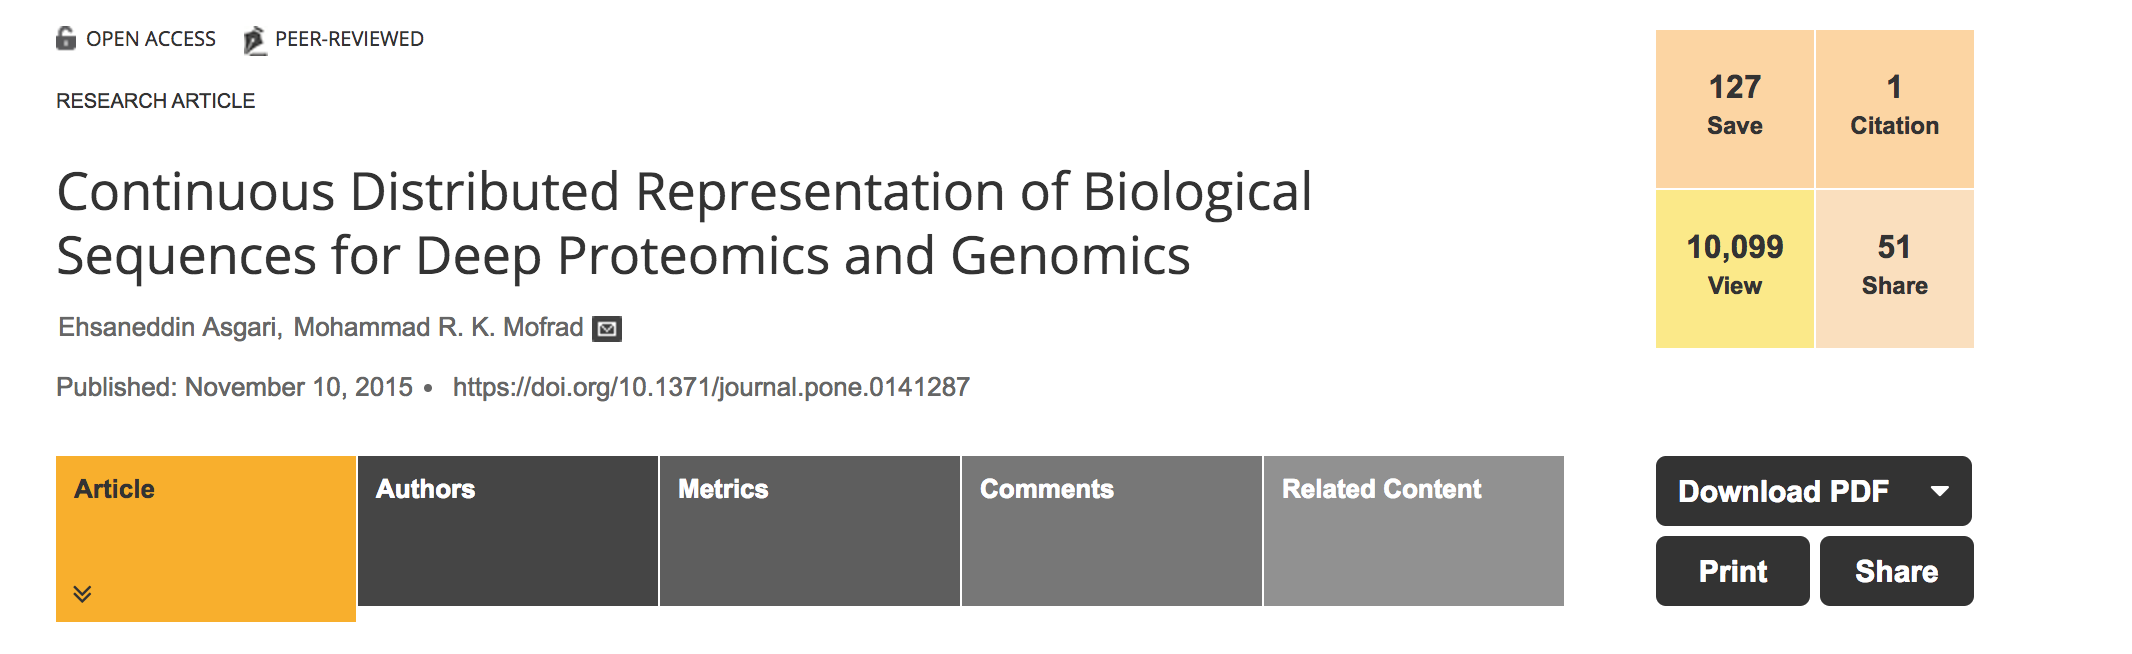 OPEN ACCESS PEER-REVIEWED
RESEARCH ARTICLE
Continuous Distributed Representation of Biological
Sequences for Deep Proteomics and Genomics
Ehsaneddin Asgari, Mohammad R. K. Mofrad
Published: November 10, 2015 • https://doi.org/10.1371/journal.pone.0141287
127
Save
1
Citation
10,099
View
51
Share
Article
Authors
Metrics
Comments
Related Content
Download PDF
Print
Share